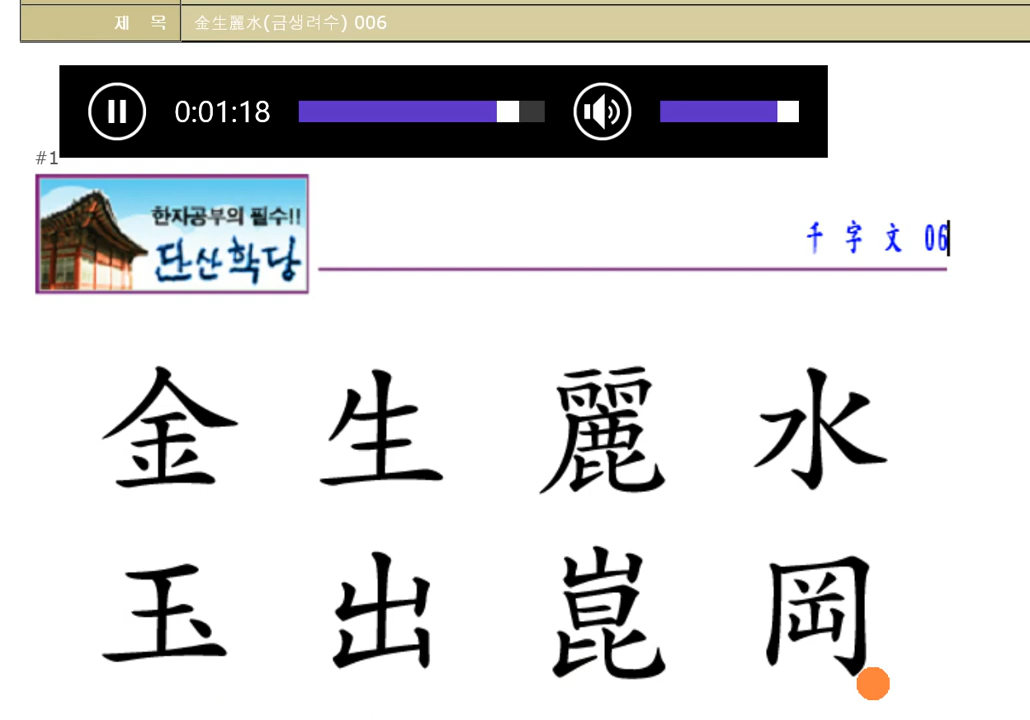 제 목 金生麗水(금생려수) 006
0:01:18
#1
한자공부의 필수!!
단산학당
千字文 06
金生麗水
玉出崑岡